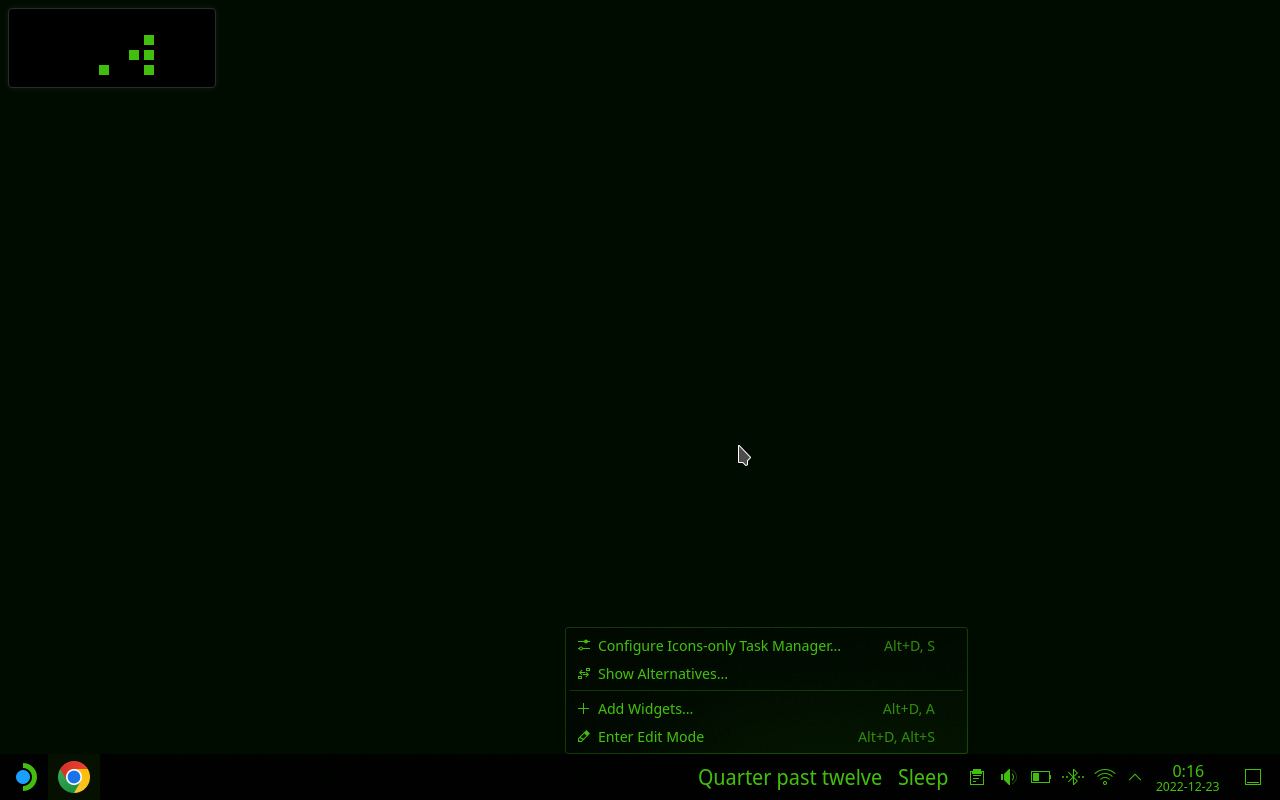 Configure Icons-only Task Manager... Alt+D, S
Show Alternatives...
Add Widgets... Alt+D, A
Enter Edit Mode Alt+D, Alt+S
Quarter past twelve Sleep 0:16
2022-12-23